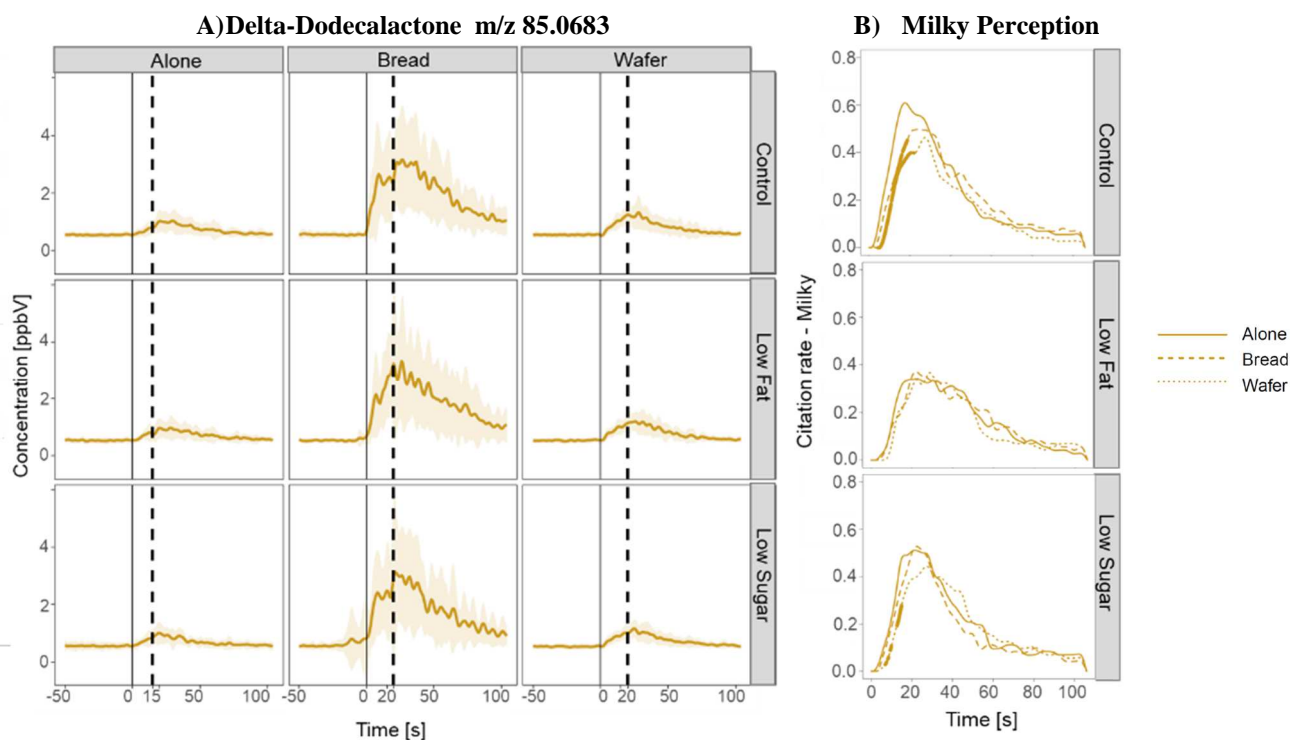 A)Delta-Dodecalactone m/z 85.0683
Alone Bread Wafer
Concentration [ppbV]
4
2
0
Control
4
2
0
Low Fat
4
2
0
Low Sugar
-50 0 15 50 100 -50 0 20 50 100 -50 0 20 50 100
Time [s]
B) Milky Perception
Citation rate - Milky
0.8
0.6
0.4
0.2
0.0
Control
0.8
0.6
0.4
0.2
0.0
Low Fat
0.8
0.6
0.4
0.2
0.0
Low Sugar
0 20 40 60 80 100
Time [s]
Alone
Bread
Wafer